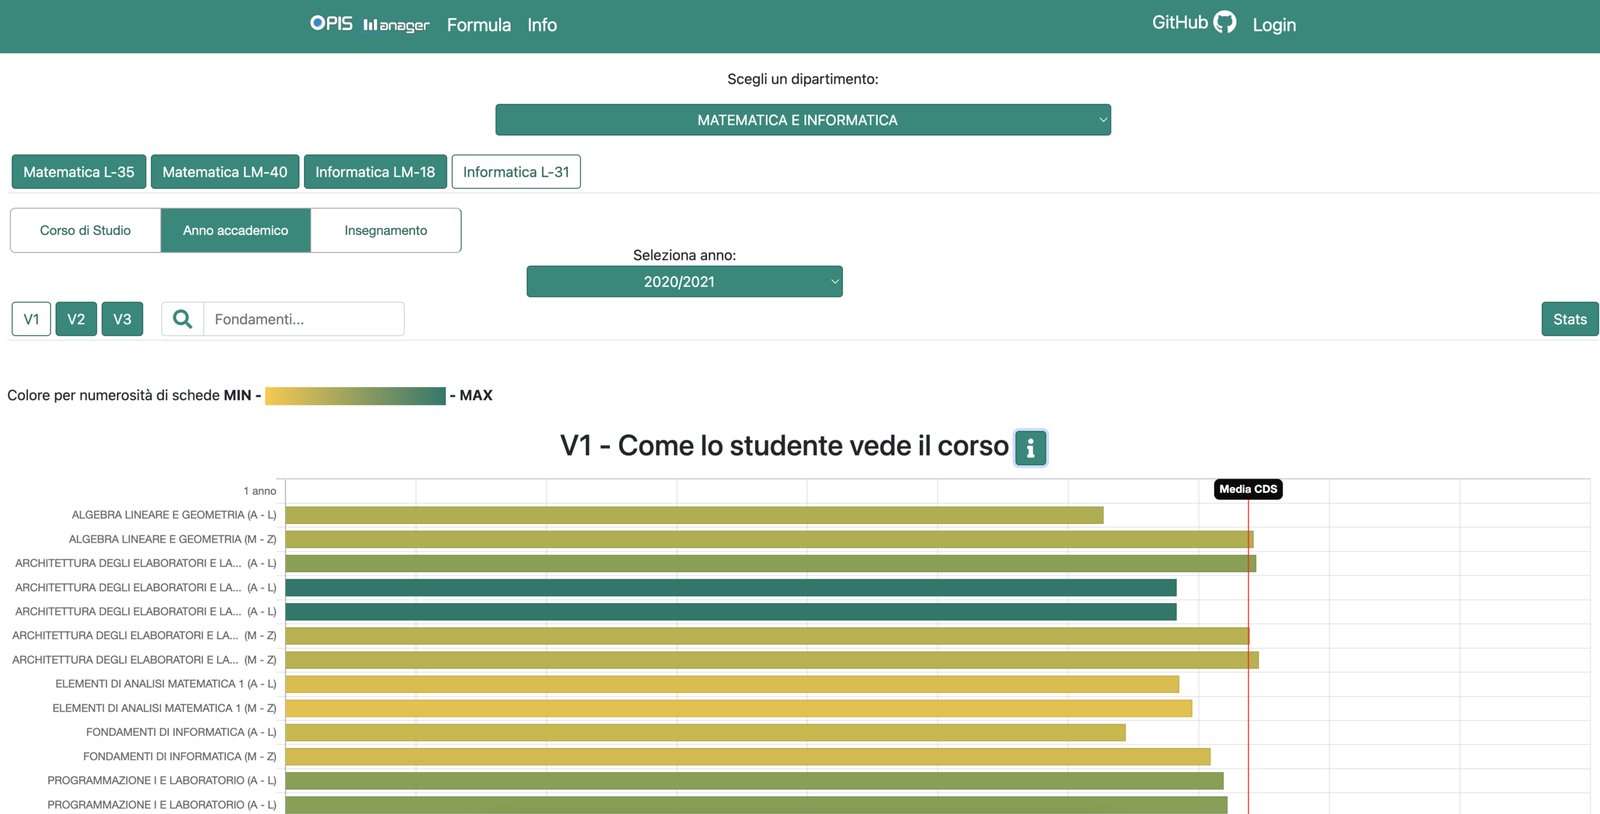 OPIS Manager Formula Info GitHub Login
Scegli un dipartimento:
MATEMATICA E INFORMATICA
Matematica L-35 Matematica LM-40 Informatica LM-18 Informatica L-31
Corso di Studio Anno accademico Insegnamento
Seleziona anno:
2020/2021
V1 V2 V3 Fondamenti... Stats
Colore per numerosità di schede MIN - - MAX
V1 - Come lo studente vede il corso
1 anno
Media CDS
ALGEBRA LINEARE E GEOMETRIA (A - L)
ALGEBRA LINEARE E GEOMETRIA (M - Z)
ARCHITETTURA DEGLI ELABORATORI E LA... (A - L)
ARCHITETTURA DEGLI ELABORATORI E LA... (A - L)
ARCHITETTURA DEGLI ELABORATORI E LA... (A - L)
ARCHITETTURA DEGLI ELABORATORI E LA... (M - Z)
ARCHITETTURA DEGLI ELABORATORI E LA... (M - Z)
ELEMENTI DI ANALISI MATEMATICA 1 (A - L)
ELEMENTI DI ANALISI MATEMATICA 1 (M - Z)
FONDAMENTI DI INFORMATICA (A - L)
FONDAMENTI DI INFORMATICA (M - Z)
PROGRAMMAZIONE I E LABORATORIO (A - L)
PROGRAMMAZIONE I E LABORATORIO (A - L)